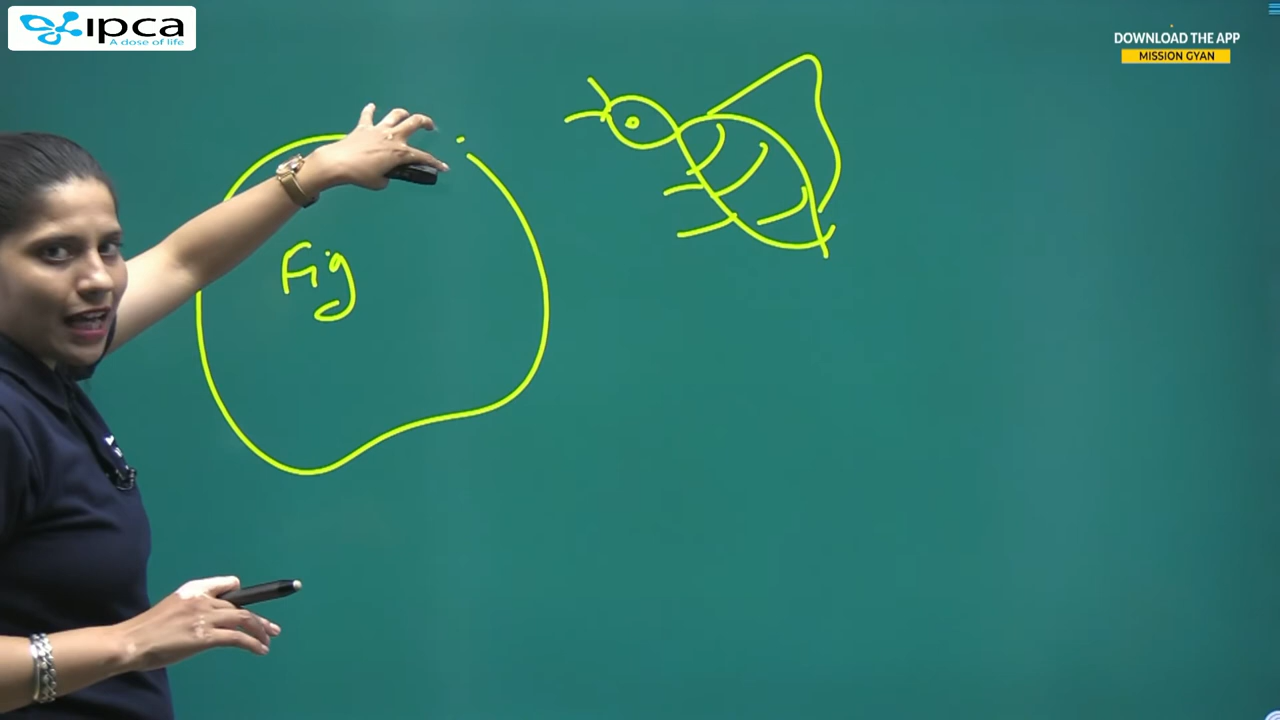 ipca
A dose of life
DOWNLOAD THE APP
MISSION GYAN
Fig